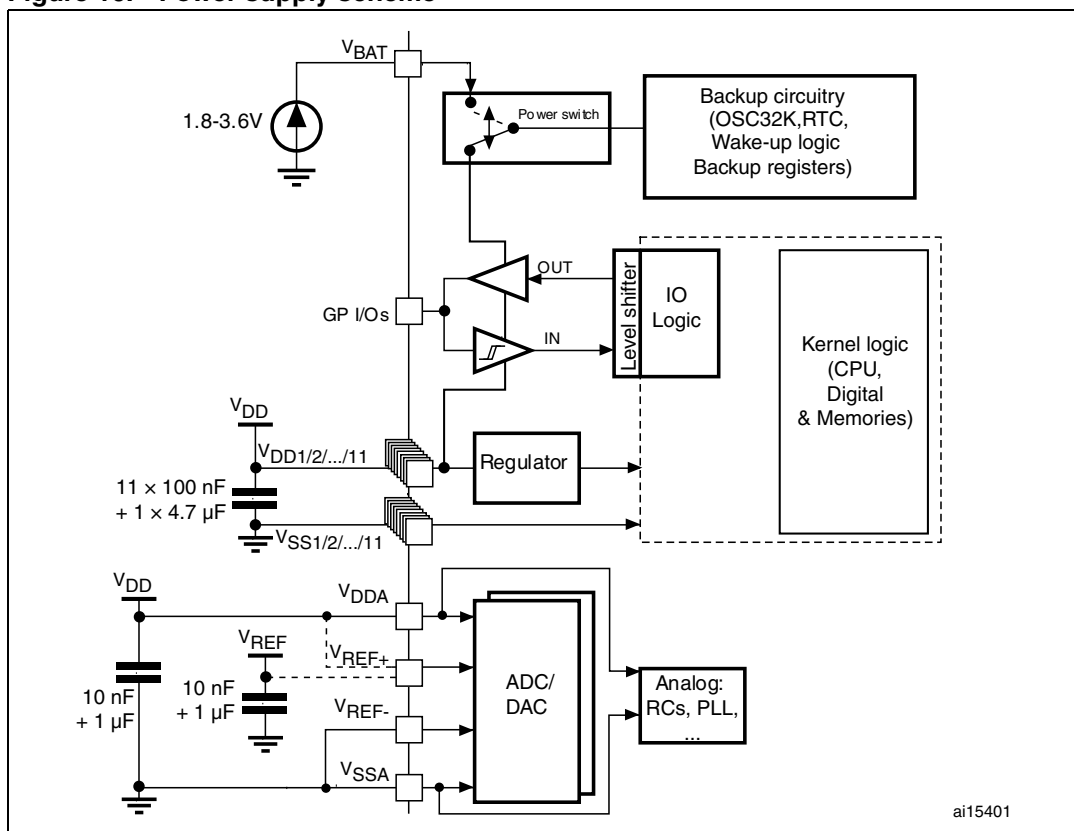 Figure 16. Power supply scheme
VBAT
1.8-3.6V
Power switch
Backup circuitry
(OSC32K,RTC,
Wake-up logic
Backup registers)
OUT
GP I/Os
IN
Level shifter
IO
Logic
Kernel logic
(CPU,
Digital
& Memories)
VDD
VDD1/2/.../11
Regulator
11 × 100 nF
+ 1 × 4.7 µF
VSS1/2/.../11
VDD
VDDA
VREF
VREF+
10 nF
+ 1 µF
10 nF
+ 1 µF
VREF-
ADC/
DAC
Analog:
RCs, PLL,
...
VSSA
ai15401